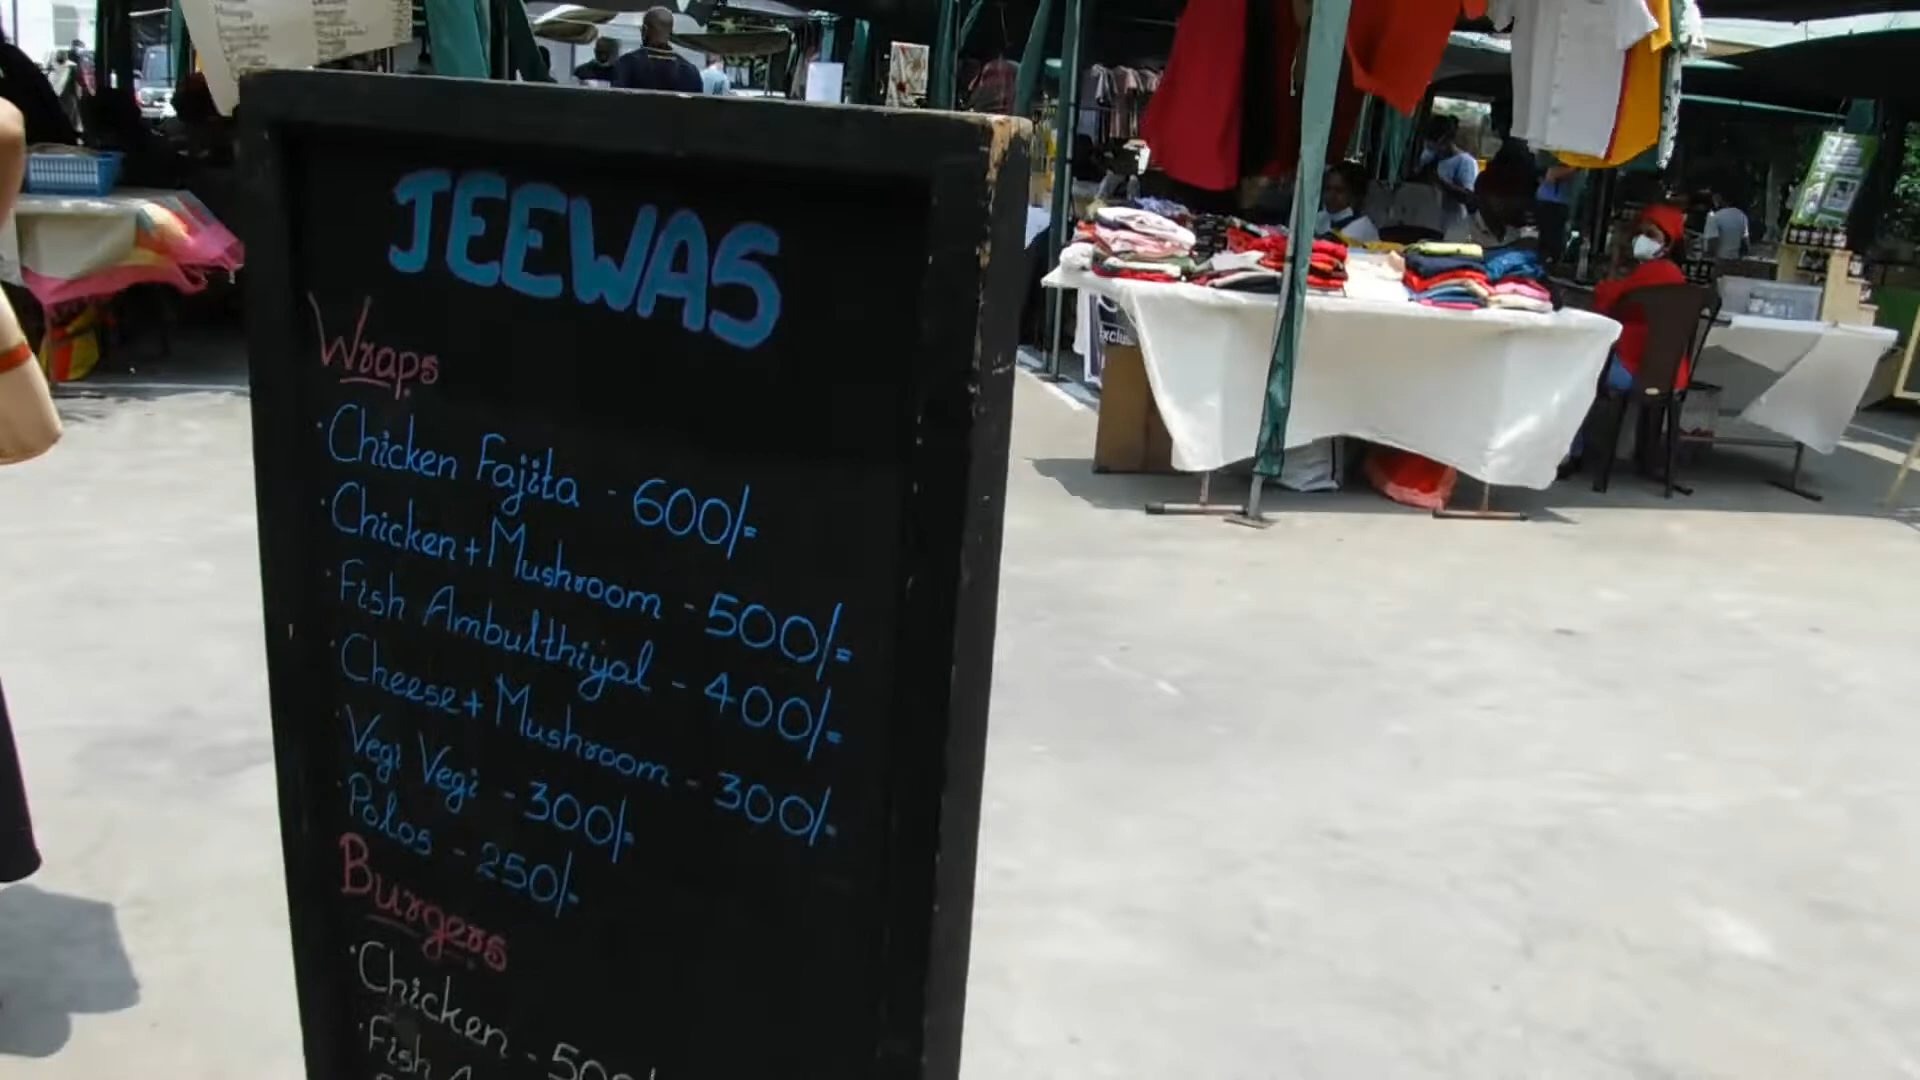 JEEWAS
Wraps
· Chicken Fajita - 600/=
· Chicken + Mushroom - 500/=
· Fish Ambulthiyal - 400/=
· Cheese + Mushroom - 300/=
· Vegi Vegi - 300/=
· Polos - 250/=
Burgers
· Chicken - 500/
· Fish